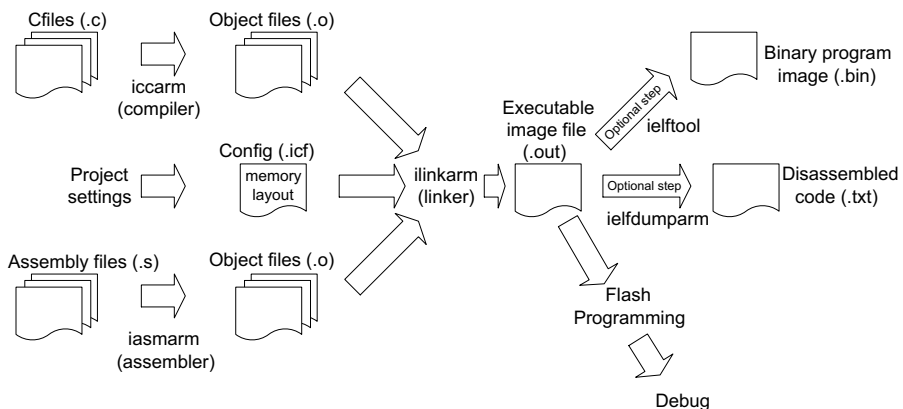 Cfiles (.c)
iccarm
(compiler)
Object files (.o)
Project
settings
Config (.icf)
memory
layout
Assembly files (.s)
iasmarm
(assembler)
Object files (.o)
ilinkarm
(linker)
Executable
image file
(.out)
Optional step
ielftool
Binary program
image (.bin)
Optional step
ielfdumparm
Disassembled
code (.txt)
Flash
Programming
Debug